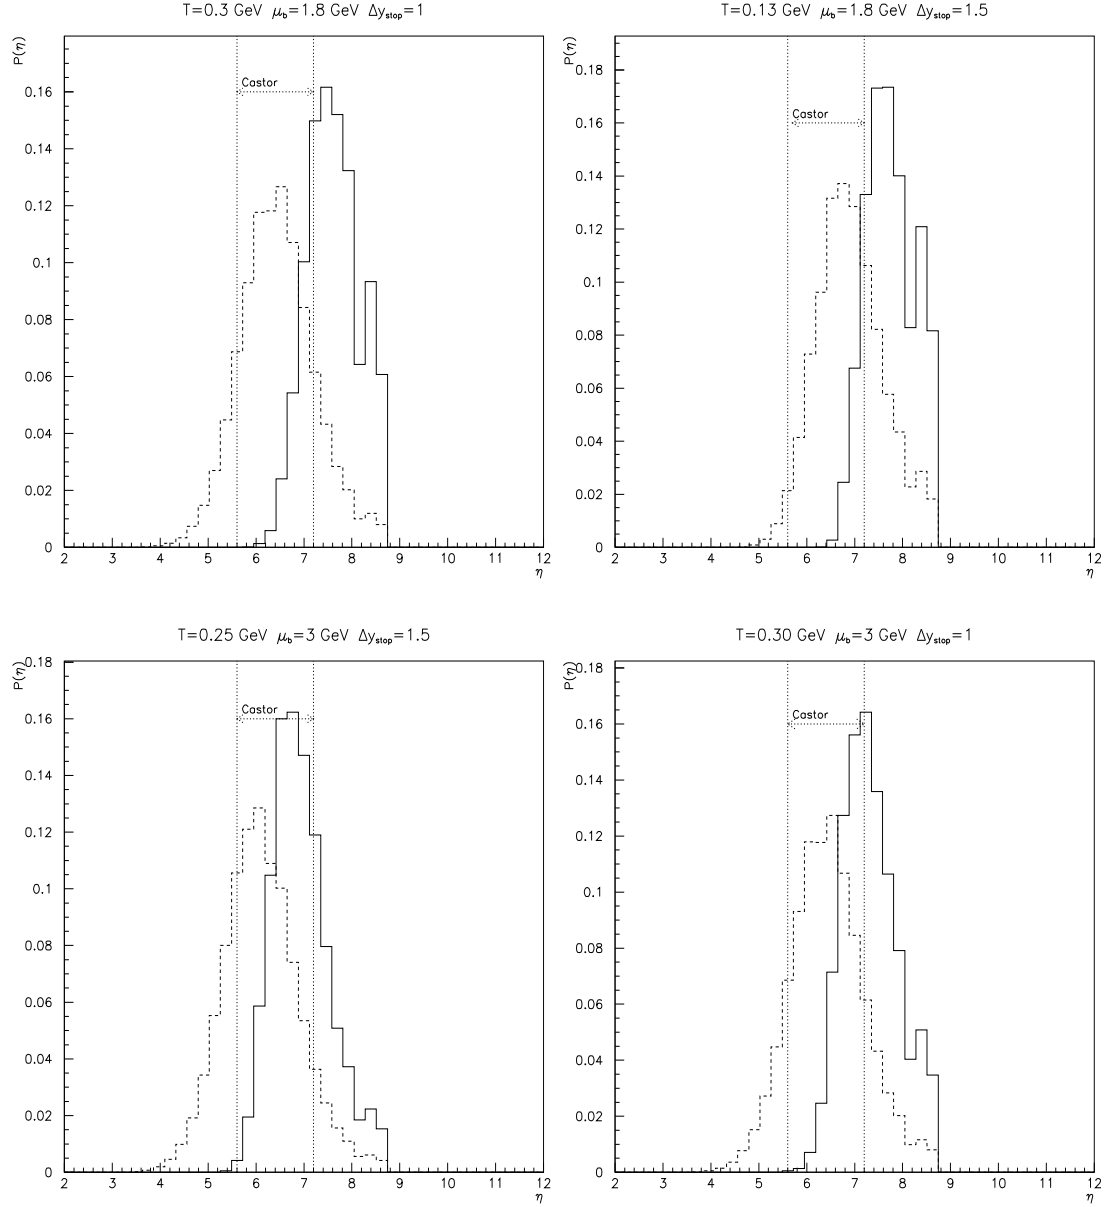 T=0.3 GeV μb=1.8 GeV Δystop=1
P(η)
0.16
0.14
0.12
0.1
0.08
0.06
0.04
0.02
0
Castor
2 3 4 5 6 7 8 9 10 11 12
η
T=0.13 GeV μb=1.8 GeV Δystop=1.5
P(η)
0.18
0.16
0.14
0.12
0.1
0.08
0.06
0.04
0.02
0
Castor
2 3 4 5 6 7 8 9 10 11 12
η
T=0.25 GeV μb=3 GeV Δystop=1.5
P(η)
0.18
0.16
0.14
0.12
0.1
0.08
0.06
0.04
0.02
0
Castor
2 3 4 5 6 7 8 9 10 11 12
η
T=0.30 GeV μb=3 GeV Δystop=1
P(η)
0.18
0.16
0.14
0.12
0.1
0.08
0.06
0.04
0.02
0
Castor
2 3 4 5 6 7 8 9 10 11 12
η